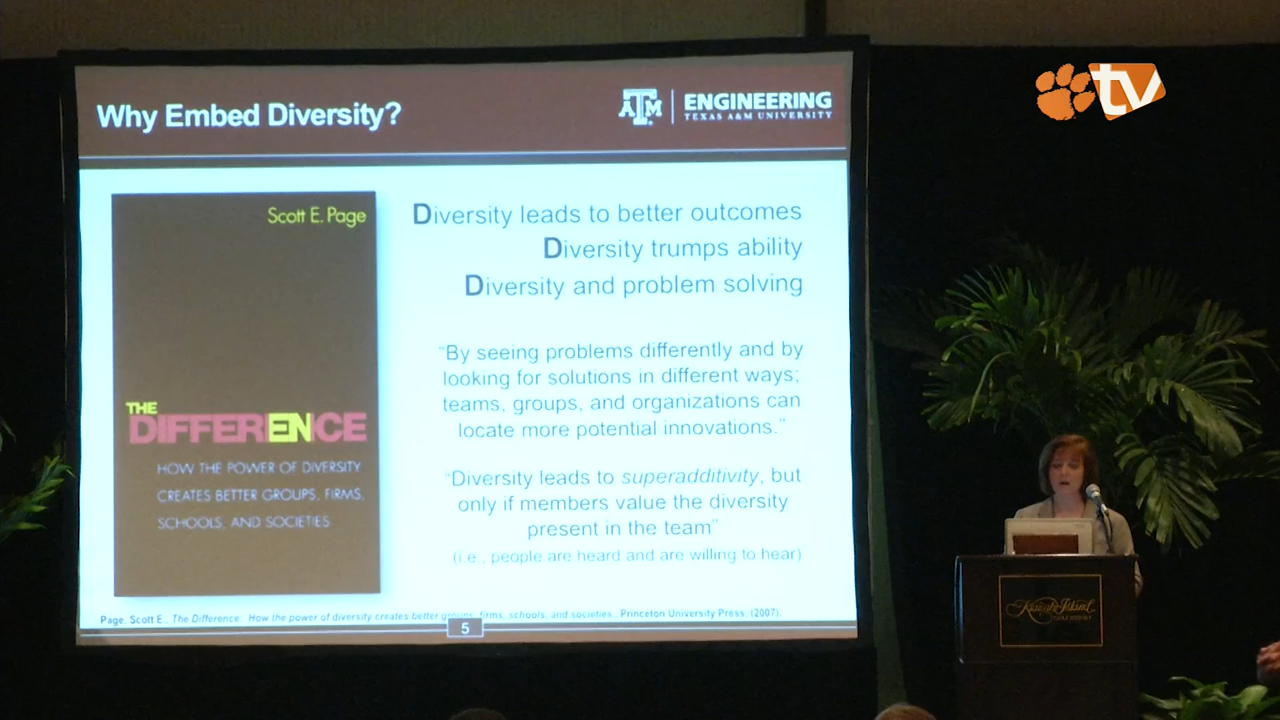 Why Embed Diversity?
ATM
ENGINEERING
TEXAS A&M UNIVERSITY
tv
Scott E. Page
THE
DIFFERENCE
HOW THE POWER OF DIVERSITY
CREATES BETTER GROUPS, FIRMS,
SCHOOLS, AND SOCIETIES
Diversity leads to better outcomes
Diversity trumps ability
Diversity and problem solving
“By seeing problems differently and by
looking for solutions in different ways;
teams, groups, and organizations can
locate more potential innovations.”
“Diversity leads to superadditivity, but
only if members value the diversity
present in the team”
(i.e., people are heard and are willing to hear)
Page, Scott E., The Difference: How the power of diversity creates better groups, firms, schools, and societies. Princeton University Press. (2007).
5